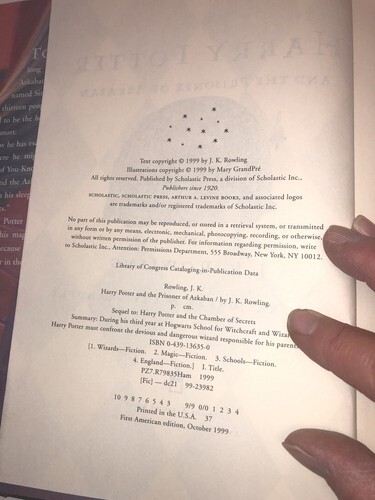 HARRY POTTER
AND THE PRISONER OF AZKABAN
Text copyright © 1999 by J. K. Rowling
Illustrations copyright © 1999 by Mary GrandPré
All rights reserved. Published by Scholastic Press, a division of Scholastic Inc.,
Publishers since 1920.
SCHOLASTIC, SCHOLASTIC PRESS, ARTHUR A. LEVINE BOOKS, and associated logos
are trademarks and/or registered trademarks of Scholastic Inc.
No part of this publication may be reproduced, or stored in a retrieval system, or transmitted
in any form or by any means, electronic, mechanical, photocopying, recording, or otherwise,
without written permission of the publisher. For information regarding permission, write
to Scholastic Inc., Attention: Permissions Department, 555 Broadway, New York, NY 10012.
Library of Congress Cataloging-in-Publication Data
Rowling, J. K.
Harry Potter and the Prisoner of Azkaban / by J. K. Rowling.
p. cm.
Sequel to: Harry Potter and the Chamber of Secrets
Summary: During his third year at Hogwarts School for Witchcraft and
Harry Potter must confront the devious and dangerous wizard responsible for his
ISBN 0-439-13635-0
[1. Wizards—Fiction. 2. Magic—Fiction. 3. Schools—Fiction.
4. England—Fiction.] 1. Title.
PZ7.R79835Ham 1999
[Fic] — dc21 99-23982
10 9 8 7 6 5 4 3 9/9 0/0 1 2 3 4
Printed in the U.S.A. 37
First American edition, October 1999